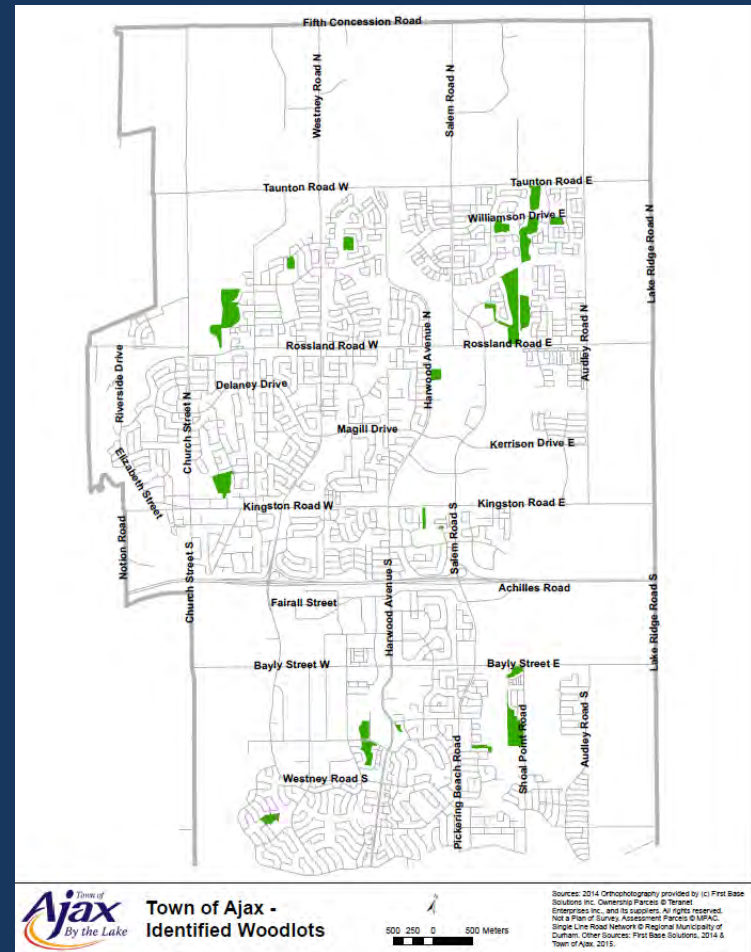 Fifth Concession Road
Westney Road N
Salem Road N
Taunton Road W
Taunton Road E
Williamson Drive E
Lake Ridge Road N
Rossland Road W
Rossland Road E
Harwood Avenue N
Audley Road N
Riverside Drive
Delaney Drive
Church Street N
Magill Drive
Kerrison Drive E
Elizabeth Street
Kingston Road W
Kingston Road E
Notion Road
Salem Road S
Church Street S
Achilles Road
Fairall Street
Harwood Avenue S
Lake Ridge Road S
Bayly Street W
Bayly Street E
Audley Road S
Shoal Point Road
Pickering Beach Road
Westney Road S
Town of
Ajax
By the Lake
Town of Ajax -
Identified Woodlots
500 250 0 500 Meters
Sources: 2014 Orthophotography provided by (c) First Base
Solutions Inc. Ownership Parcels © Teranet
Enterprises Inc., and its suppliers. All rights reserved.
Not a Plan of Survey. Assessment Parcels © MPAC.
Single Line Road Network © Regional Municipality of
Durham. Other Sources: First Base Solutions, 2014 &
Town of Ajax, 2015.